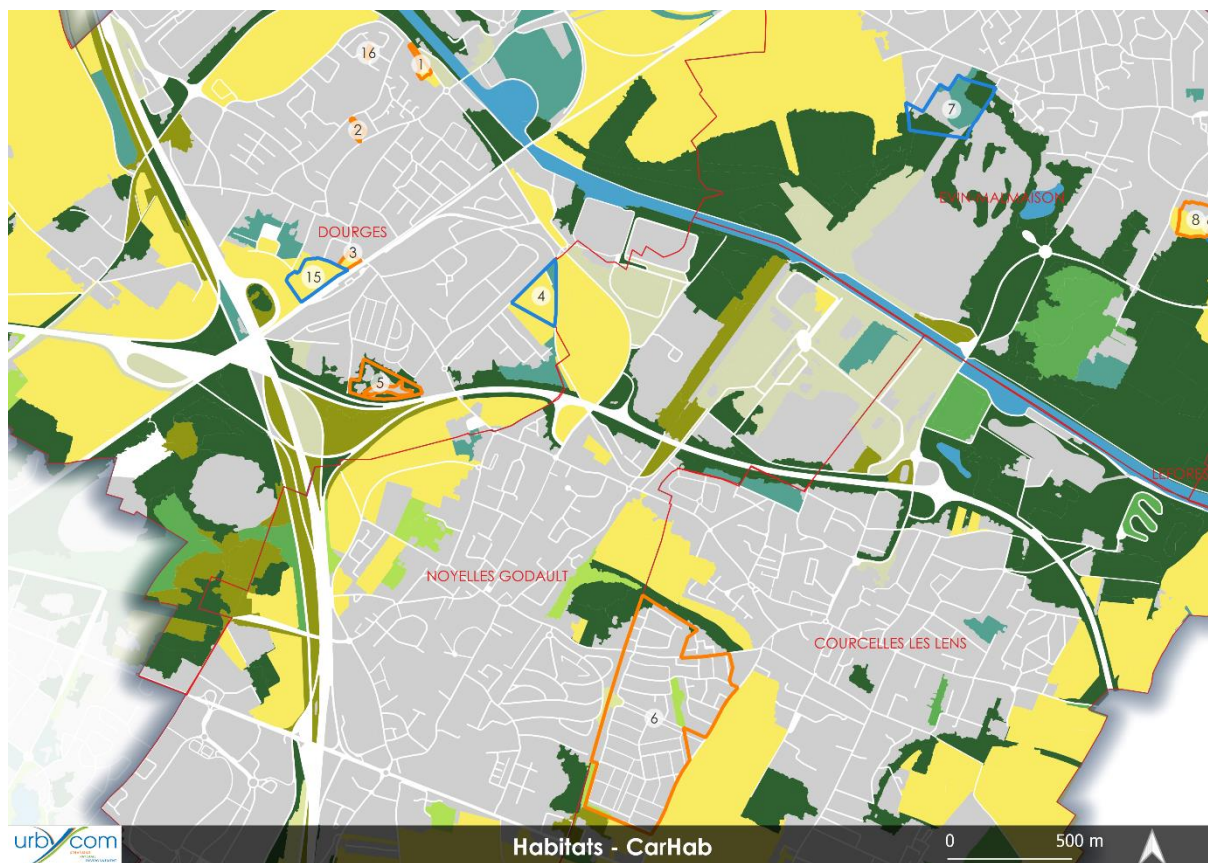 16
1
7
2
EVIN-MALMAISON
8
DOURGES
3
15
4
5
LEFORE
NOYELLES GODAULT
COURCELLES LES LENS
6
urbycom
Habitats - CarHab
0 500 m